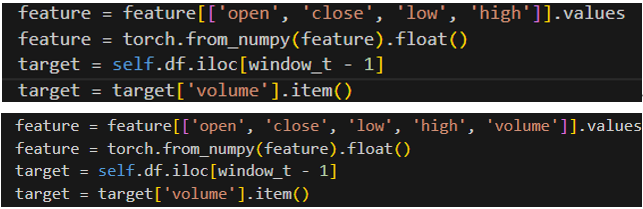 feature = feature[['open', 'close', 'low', 'high']].values
feature = torch.from_numpy(feature).float()
target = self.df.iloc[window_t - 1]
target = target['volume'].item()
feature = feature[['open', 'close', 'low', 'high', 'volume']].values
feature = torch.from_numpy(feature).float()
target = self.df.iloc[window_t - 1]
target = target['volume'].item()